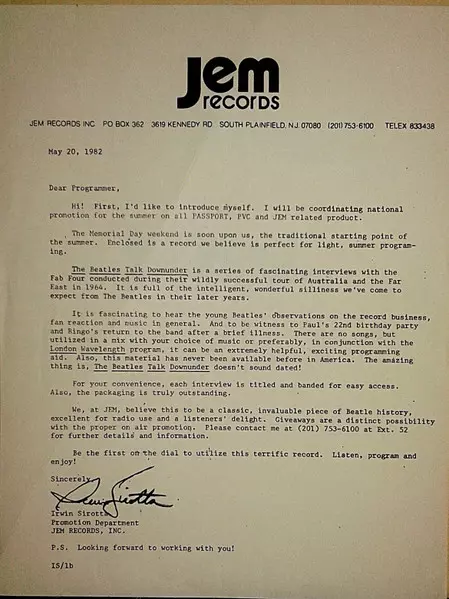 Jem
records
JEM RECORDS INC PO BOX 362 3619 KENNEDY RD. SOUTH PLAINFIELD, N.J. 07080 (201) 753-6100 TELEX 833438
May 20, 1982
Dear Programmer,
Hi! First, I'd like to introduce myself. I will be coordinating national
promotion for the summer on all PASSPORT, PVC and JEM related product.
The Memorial Day weekend is soon upon us, the traditional starting point of
the summer. Enclosed is a record we believe is perfect for light, summer program-
ing.
The Beatles Talk Downunder is a series of fascinating interviews with the
Fab Four conducted during their wildly successful tour of Australia and the Far
East in 1964. It is full of the intelligent, wonderful silliness we've come to
expect from The Beatles in their later years.
It is fascinating to hear the young Beatles' observations on the record business,
fan reaction and music in general. And to be witness to Paul's 22nd birthday party
and Ringo's return to the band after a brief illness. There are no songs, but
utilized in a mix with your choice of music or preferably, in conjunction with the
London Wavelength program, it can be an extremely helpful, exciting programming
aid. Also, this material has never been available before in America. The amazing
thing is, The Beatles Talk Downunder doesn't sound dated!
For your convenience, each interview is titled and banded for easy access.
Also, the packaging is truly outstanding.
We, at JEM, believe this to be a classic, invaluable piece of Beatle history,
excellent for radio use and a listeners' delight. Giveaways are a distinct possibility
with the proper on air promotion. Please contact me at (201) 753-6100 at Ext. 52
for further details and information.
Be the first on the dial to utilize this terrific record. Listen, program and
enjoy!
Sincerely,
Irwin Sirotta
Irwin Sirotta
Promotion Department
JEM RECORDS, INC.
P.S. Looking forward to working with you!
IS/lb